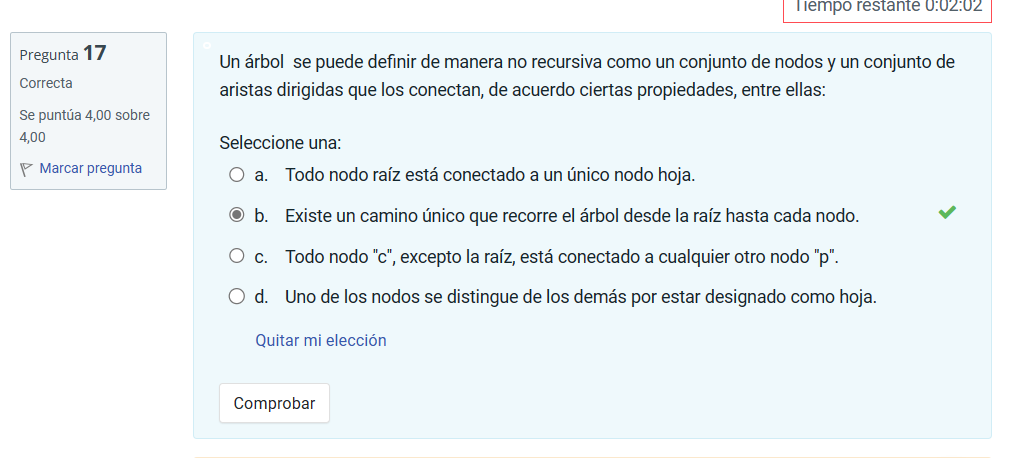 Tiempo restante 0:02:02
Pregunta 17
Correcta
Se puntúa 4,00 sobre
4,00
Marcar pregunta
Un árbol se puede definir de manera no recursiva como un conjunto de nodos y un conjunto de
aristas dirigidas que los conectan, de acuerdo ciertas propiedades, entre ellas:
Seleccione una:
a. Todo nodo raíz está conectado a un único nodo hoja.
b. Existe un camino único que recorre el árbol desde la raíz hasta cada nodo.
c. Todo nodo "c", excepto la raíz, está conectado a cualquier otro nodo "p".
d. Uno de los nodos se distingue de los demás por estar designado como hoja.
Quitar mi elección
Comprobar